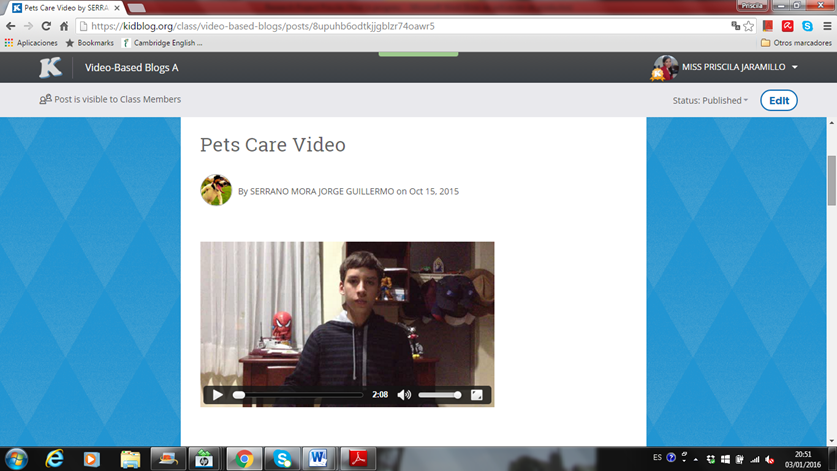 Pets Care Video by SERRA
Priscila
https://kidblog.org/class/video-based-blogs/posts/8upuhb6odtkjjgblzr74oawr5
Aplicaciones
Bookmarks
Cambridge English ...
Otros marcadores
K
Video-Based Blogs A
MISS PRISCILA JARAMILLO
Post is visible to Class Members
Status: Published
Edit
Pets Care Video
By SERRANO MORA JORGE GUILLERMO on Oct 15, 2015
2:08
ES
20:51
03/01/2016